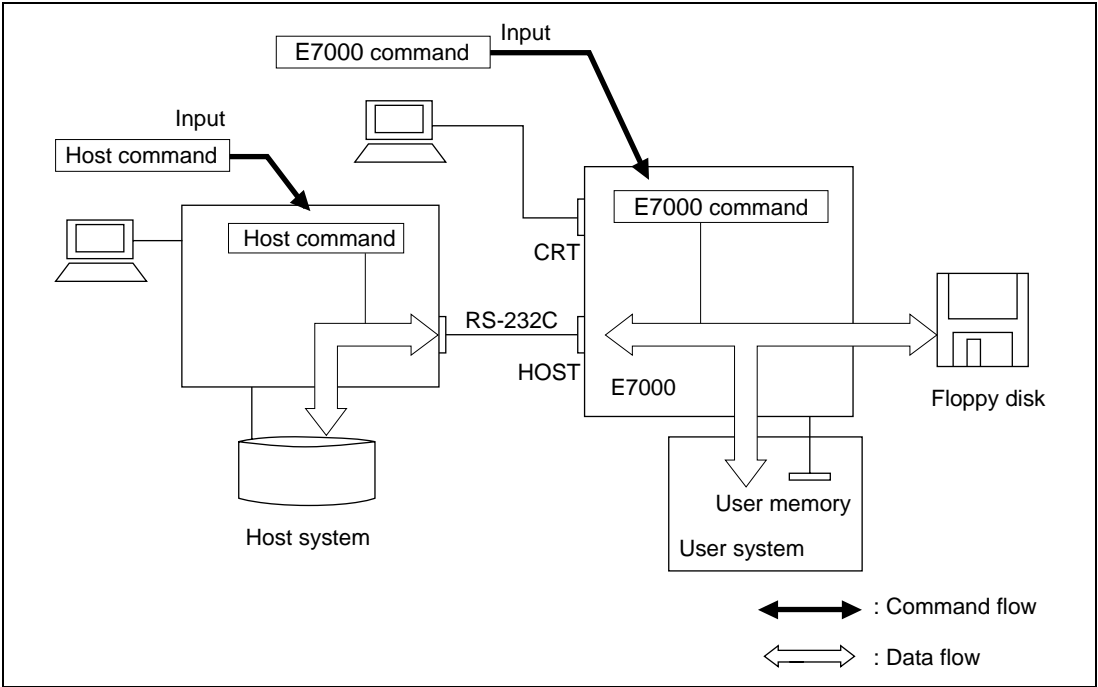 Input
E7000 command
Input
Host command
E7000 command
Host command
CRT
RS-232C
HOST
E7000
Floppy disk
User memory
Host system
User system
: Command flow
: Data flow